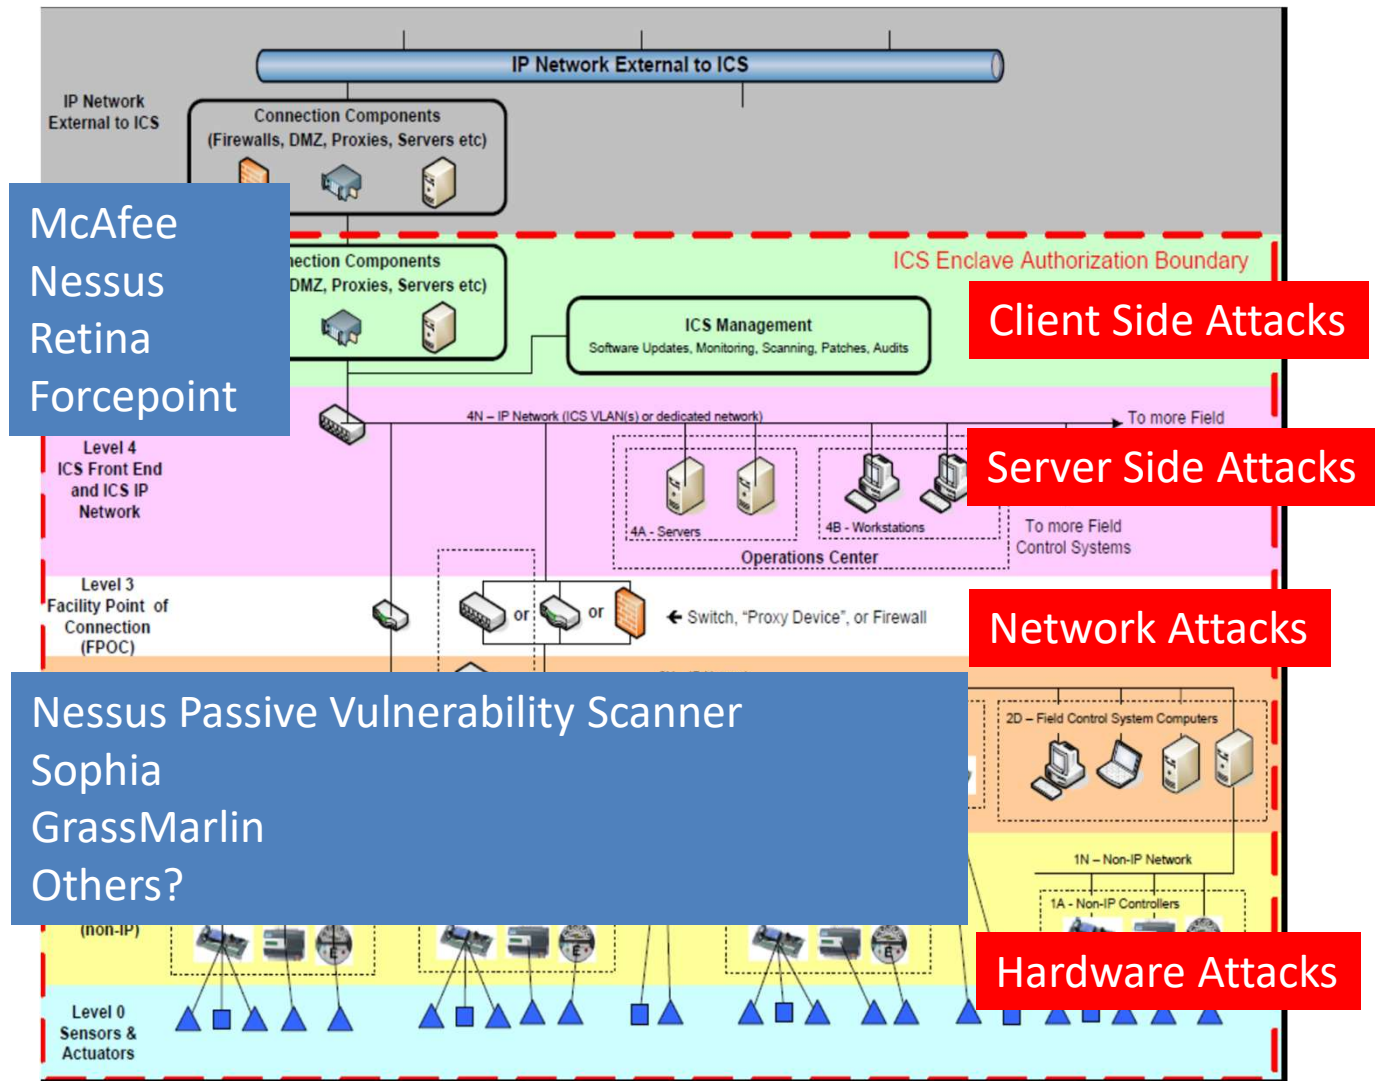 IP Network External to ICS
IP Network
External to ICS
Connection Components
(Firewalls, DMZ, Proxies, Servers etc)
McAfee
Nessus
Retina
Forcepoint
Components
DMZ, Proxies, Servers etc)
ICS Enclave Authorization Boundary
ICS Management
Software Updates, Monitoring, Scanning, Patches, Audits
Client Side Attacks
4N – IP Network (ICS VLAN(s) or dedicated network)
To more Field
Level 4
ICS Front End
and ICS IP
Network
Server Side Attacks
4A - Servers
4B - Workstations
Operations Center
To more Field
Control Systems
Level 3
Facility Point of
Connection
(FPOC)
or
or
Switch, "Proxy Device", or Firewall
Network Attacks
Nessus Passive Vulnerability Scanner
Sophia
GrassMarlin
Others?
2D – Field Control System Computers
1N – Non-IP Network
1A - Non-IP Controllers
(non-IP)
E
E
E
Hardware Attacks
Level 0
Sensors &
Actuators